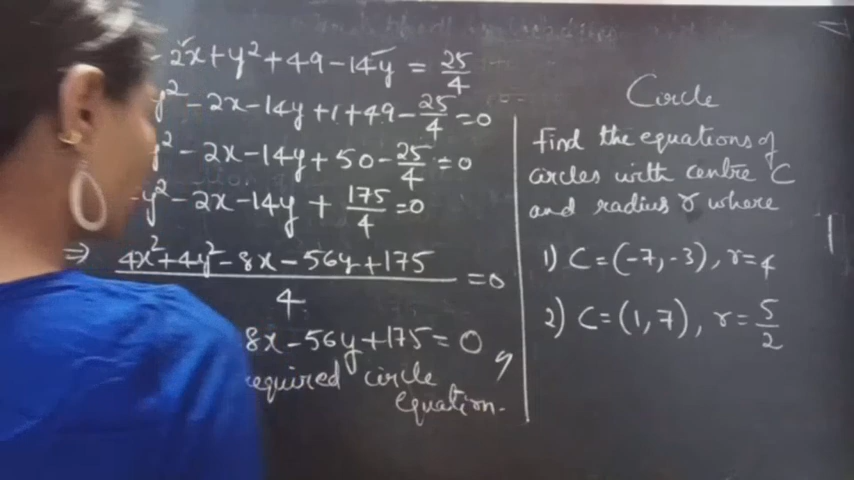 - 2x + y² + 49 - 14y = 25/4
y² - 2x - 14y + 1 + 49 - 25/4 = 0
y² - 2x - 14y + 50 - 25/4 = 0
y² - 2x - 14y + 175/4 = 0
⇒ (4x² + 4y² - 8x - 56y + 175)/4 = 0
8x - 56y + 175 = 0
required circle
equation.
Circle
find the equations of
circles with centre C
and radius r where
1) C = (-7, -3), r = 4
2) C = (1, 7), r = 5/2